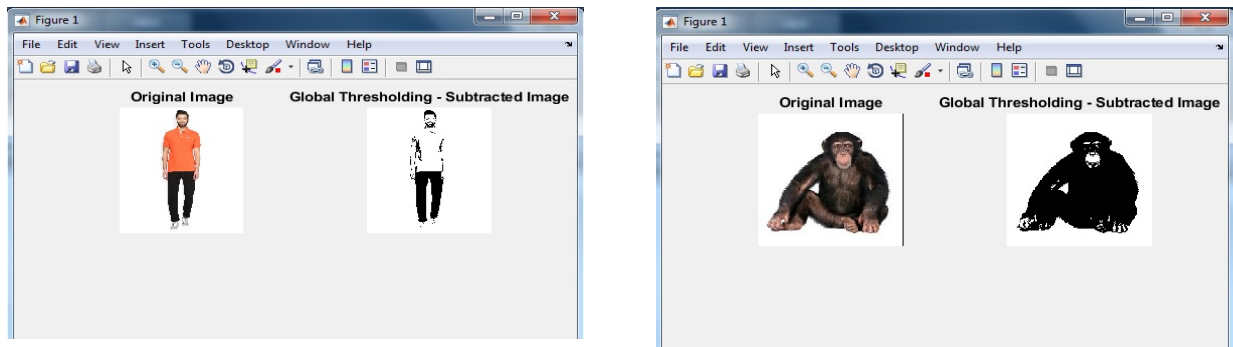 Figure 1
File Edit View Insert Tools Desktop Window Help
Original Image Global Thresholding - Subtracted Image
Figure 1
File Edit View Insert Tools Desktop Window Help
Original Image Global Thresholding - Subtracted Image